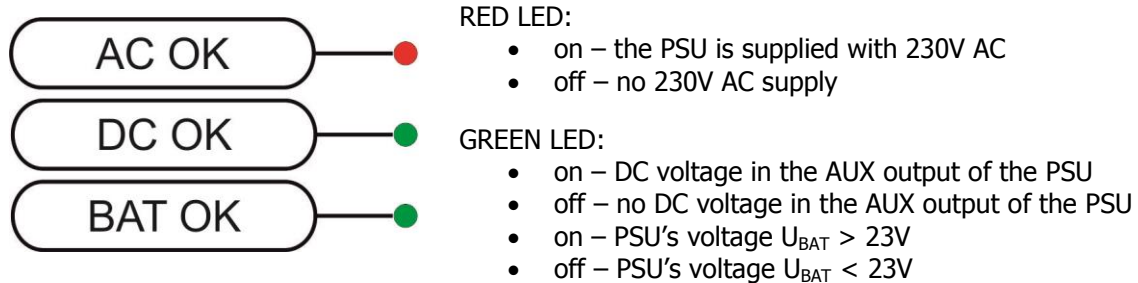 AC OK
DC OK
BAT OK
RED LED:
• on – the PSU is supplied with 230V AC
• off – no 230V AC supply
GREEN LED:
• on – DC voltage in the AUX output of the PSU
• off – no DC voltage in the AUX output of the PSU
• on – PSU’s voltage UBAT > 23V
• off – PSU’s voltage UBAT < 23V